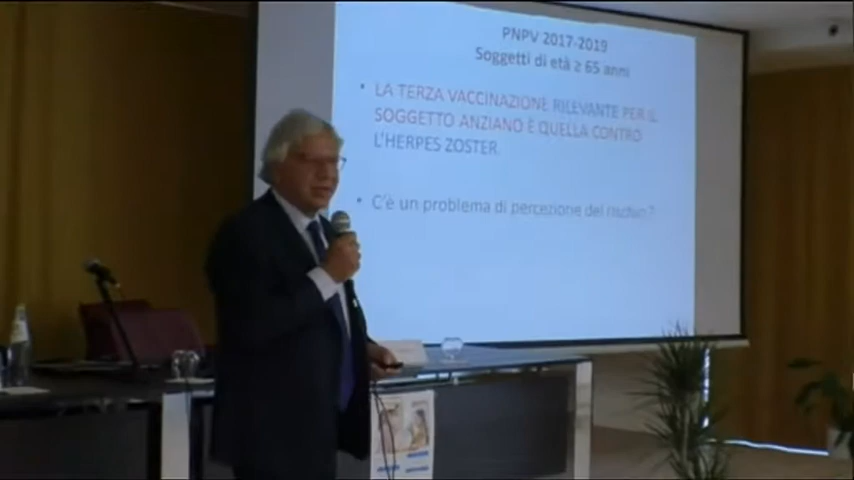 PNPV 2017-2019
Soggetti di età ≥ 65 anni
• LA TERZA VACCINAZIONE RILEVANTE PER IL
SOGGETTO ANZIANO È QUELLA CONTRO
L'HERPES ZOSTER.
• C'è un problema di percezione del rischio?